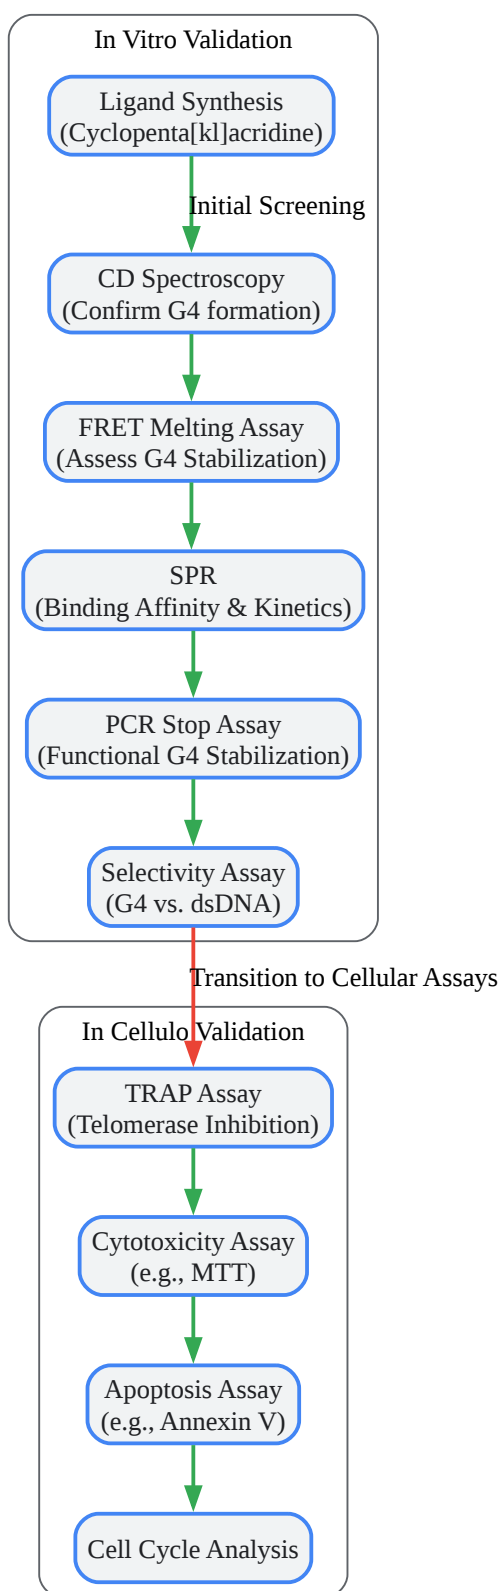 In Vitro Validation
Ligand Synthesis
(Cyclopenta[kl]acridine)
Initial Screening
CD Spectroscopy
(Confirm G4 formation)
FRET Melting Assay
(Assess G4 Stabilization)
SPR
(Binding Affinity & Kinetics)
PCR Stop Assay
(Functional G4 Stabilization)
Selectivity Assay
(G4 vs. dsDNA)
Transition to Cellular Assays
In Cellulo Validation
TRAP Assay
(Telomerase Inhibition)
Cytotoxicity Assay
(e.g., MTT)
Apoptosis Assay
(e.g., Annexin V)
Cell Cycle Analysis